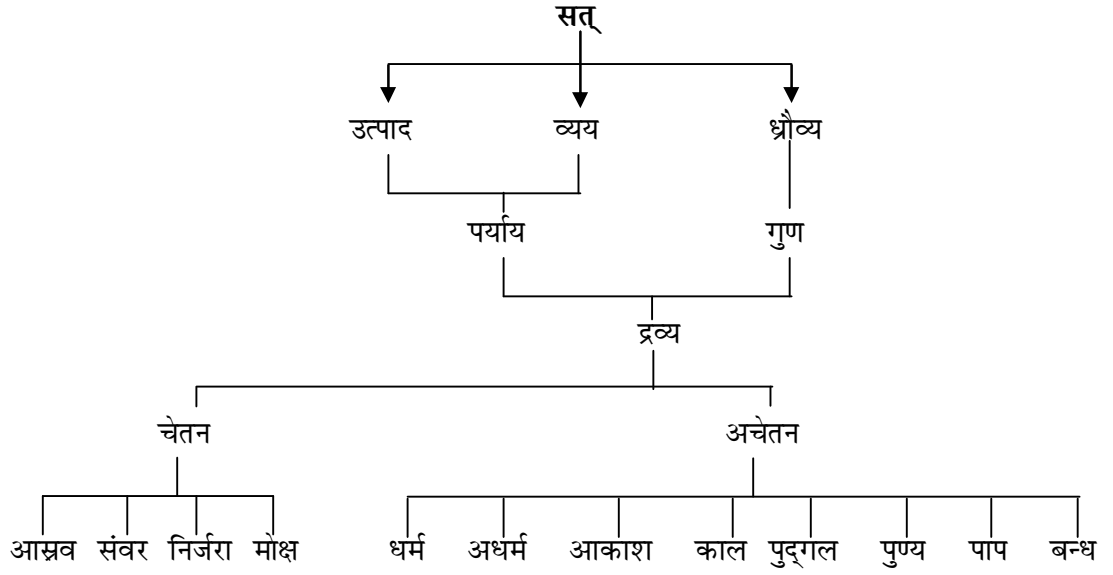 सत्
उत्पाद व्यय ध्रौव्य
पर्याय गुण
द्रव्य
चेतन अचेतन
आस्रव संवर निर्जरा मोक्ष धर्म अधर्म आकाश काल पुद्गल पुण्य पाप बन्ध